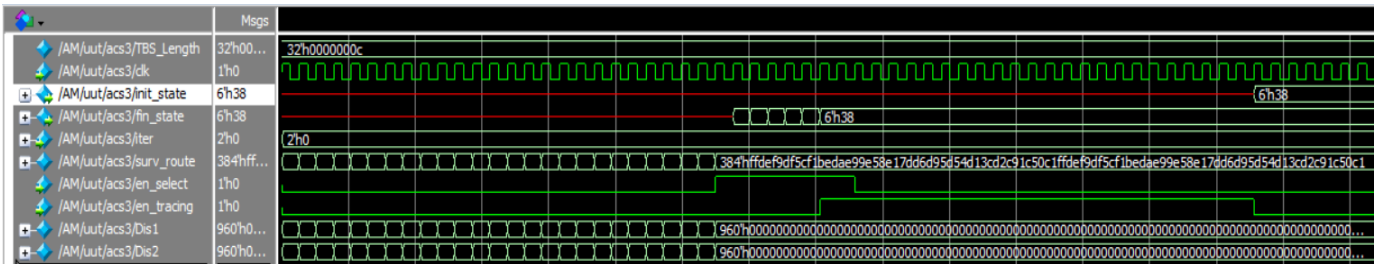 Msgs
/AM/uut/acs3/TBS_Length 32'h00... 32'h0000000c
/AM/uut/acs3/clk 1'h0
/AM/uut/acs3/init_state 6'h38 6'h38
/AM/uut/acs3/fin_state 6'h38 6'h38
/AM/uut/acs3/iter 2'h0 2'h0
/AM/uut/acs3/surv_route 384'hff... 384'hffdef9df5cf1bedae99e58e17dd6d95d54d13cd2c91c50c1ffdef9df5cf1bedae99e58e17dd6d95d54d13cd2c91c50c1
/AM/uut/acs3/en_select 1'h0
/AM/uut/acs3/en_tracing 1'h0
/AM/uut/acs3/Dis1 960'h0... 960'h0000000000000000000000000000000000000000000000000000000000000000000000000000000000000000000000...
/AM/uut/acs3/Dis2 960'h0... 960'h0000000000000000000000000000000000000000000000000000000000000000000000000000000000000000000000...